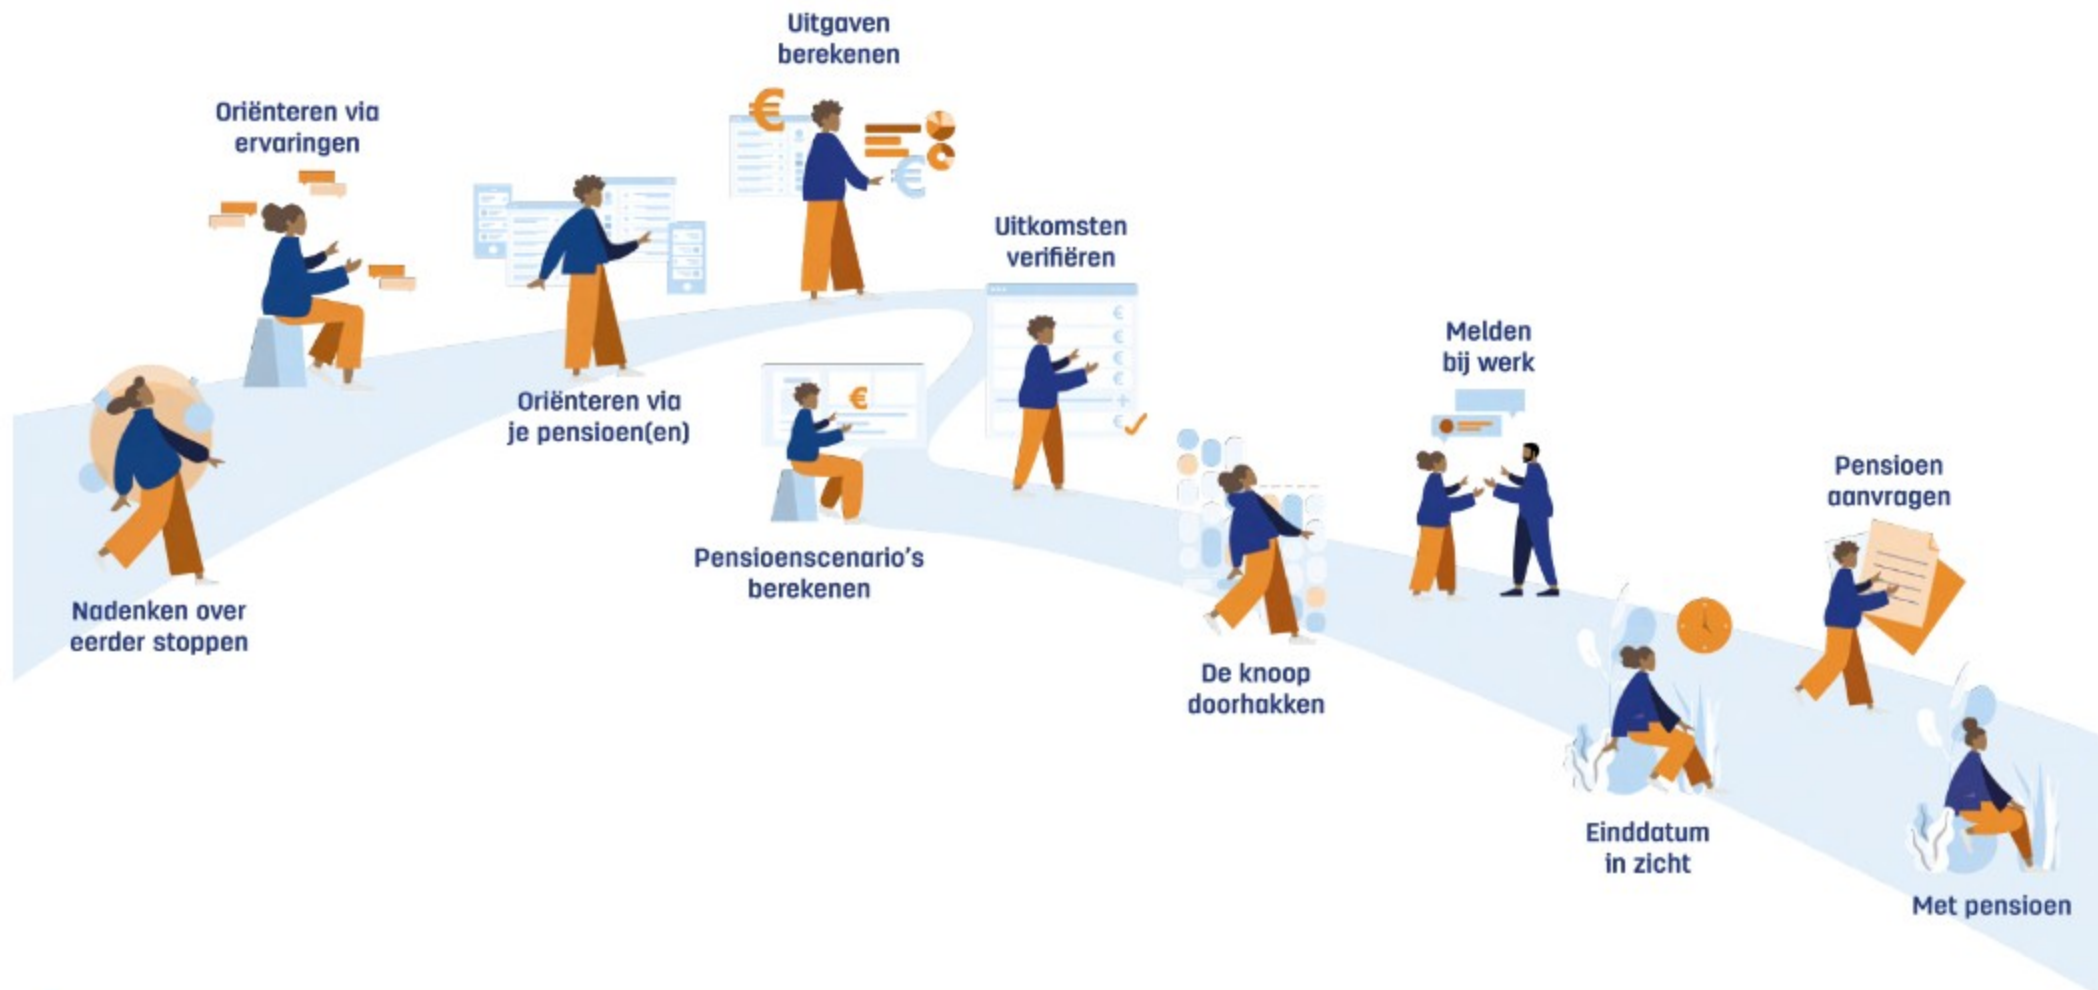 Nadenken over
eerder stoppen
Oriënteren via
ervaringen
Oriënteren via
je pensioen(en)
Uitgaven
berekenen
Pensioenscenario's
berekenen
Uitkomsten
verifiëren
De knoop
doorhakken
Melden
bij werk
Einddatum
in zicht
Pensioen
aanvragen
Met pensioen